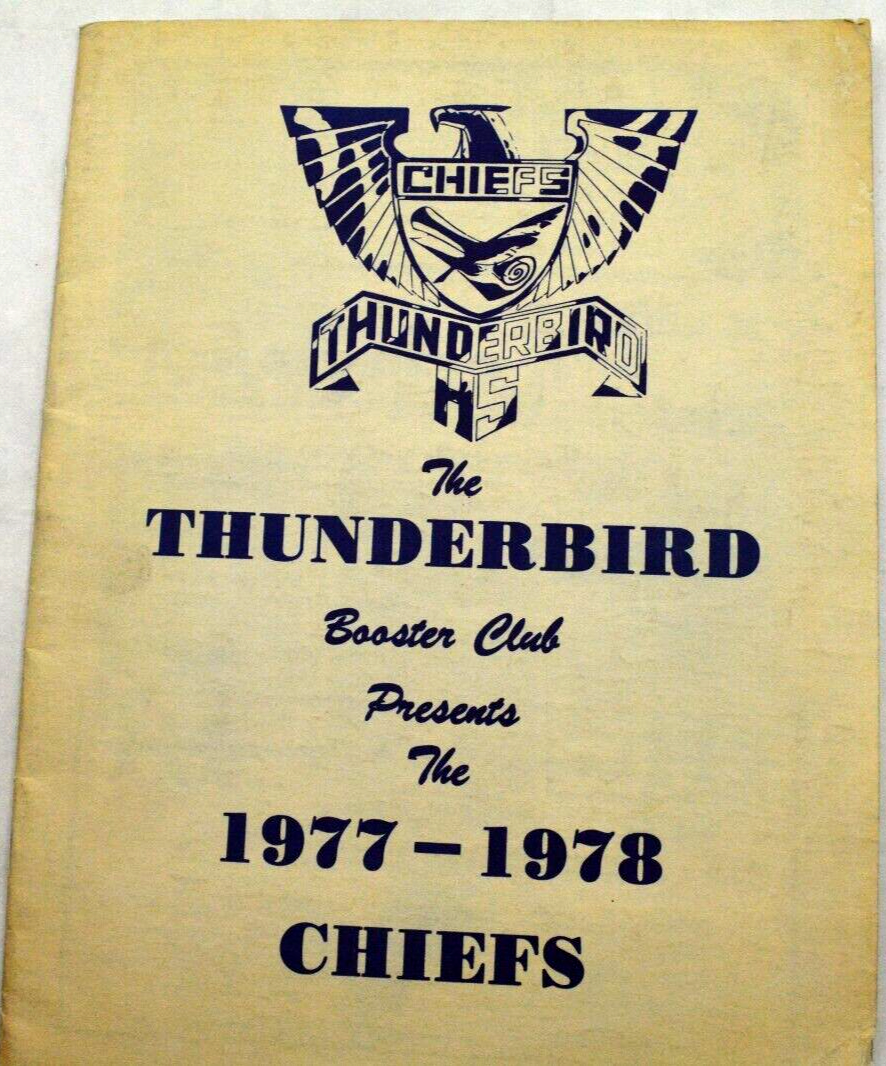 CHIEFS
THUNDERBIRD
HS
The
THUNDERBIRD
Booster Club
Presents
The
1977-1978
CHIEFS